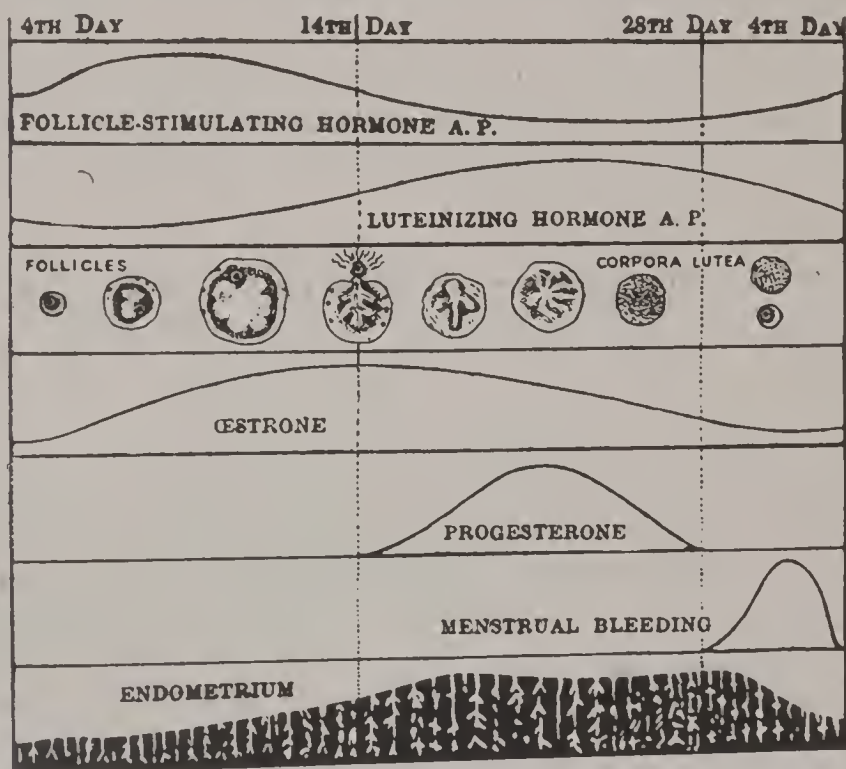 4TH DAY 14TH DAY 28TH DAY 4TH DAY
FOLLICLE-STIMULATING HORMONE A. P.
LUTEINIZING HORMONE A. P.
FOLLICLES CORPORA LUTEA
ŒSTRONE
PROGESTERONE
MENSTRUAL BLEEDING
ENDOMETRIUM